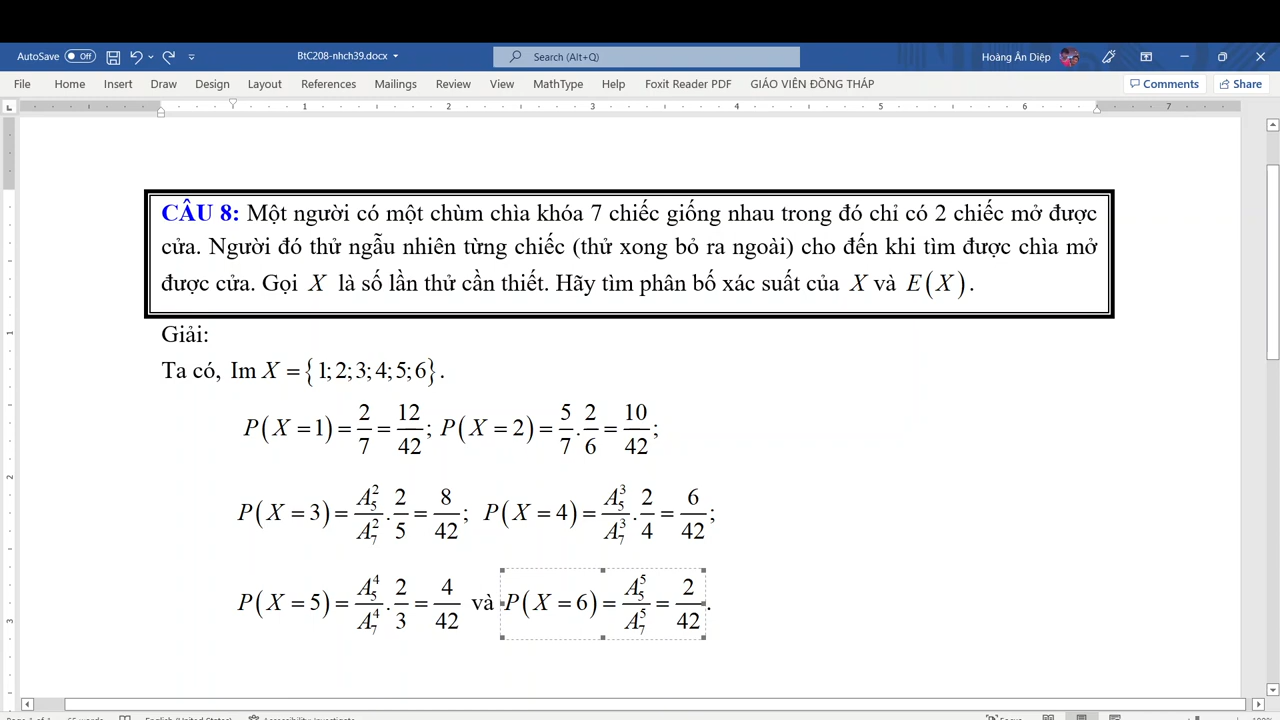 AutoSave Off BtC208-nhch39.docx Search (Alt+Q) Hoàng Ân Diệp
File Home Insert Draw Design Layout References Mailings Review View MathType Help Foxit Reader PDF GIÁO VIÊN ĐỒNG THÁP Comments Share
1 2 3 4 5 6 7
CÂU 8: Một người có một chùm chìa khóa 7 chiếc giống nhau trong đó chỉ có 2 chiếc mở được
cửa. Người đó thử ngẫu nhiên từng chiếc (thử xong bỏ ra ngoài) cho đến khi tìm được chìa mở
được cửa. Gọi X là số lần thử cần thiết. Hãy tìm phân bố xác suất của X và E(X).
Giải:
Ta có, Im X = {1; 2; 3; 4; 5; 6}.
P(X = 1) = 2/7 = 12/42; P(X = 2) = 5/7 . 2/6 = 10/42;
P(X = 3) = A_5^2/A_7^2 . 2/5 = 8/42; P(X = 4) = A_5^3/A_7^3 . 2/4 = 6/42;
P(X = 5) = A_5^4/A_7^4 . 2/3 = 4/42 và P(X = 6) = A_5^5/A_7^5 = 2/42.